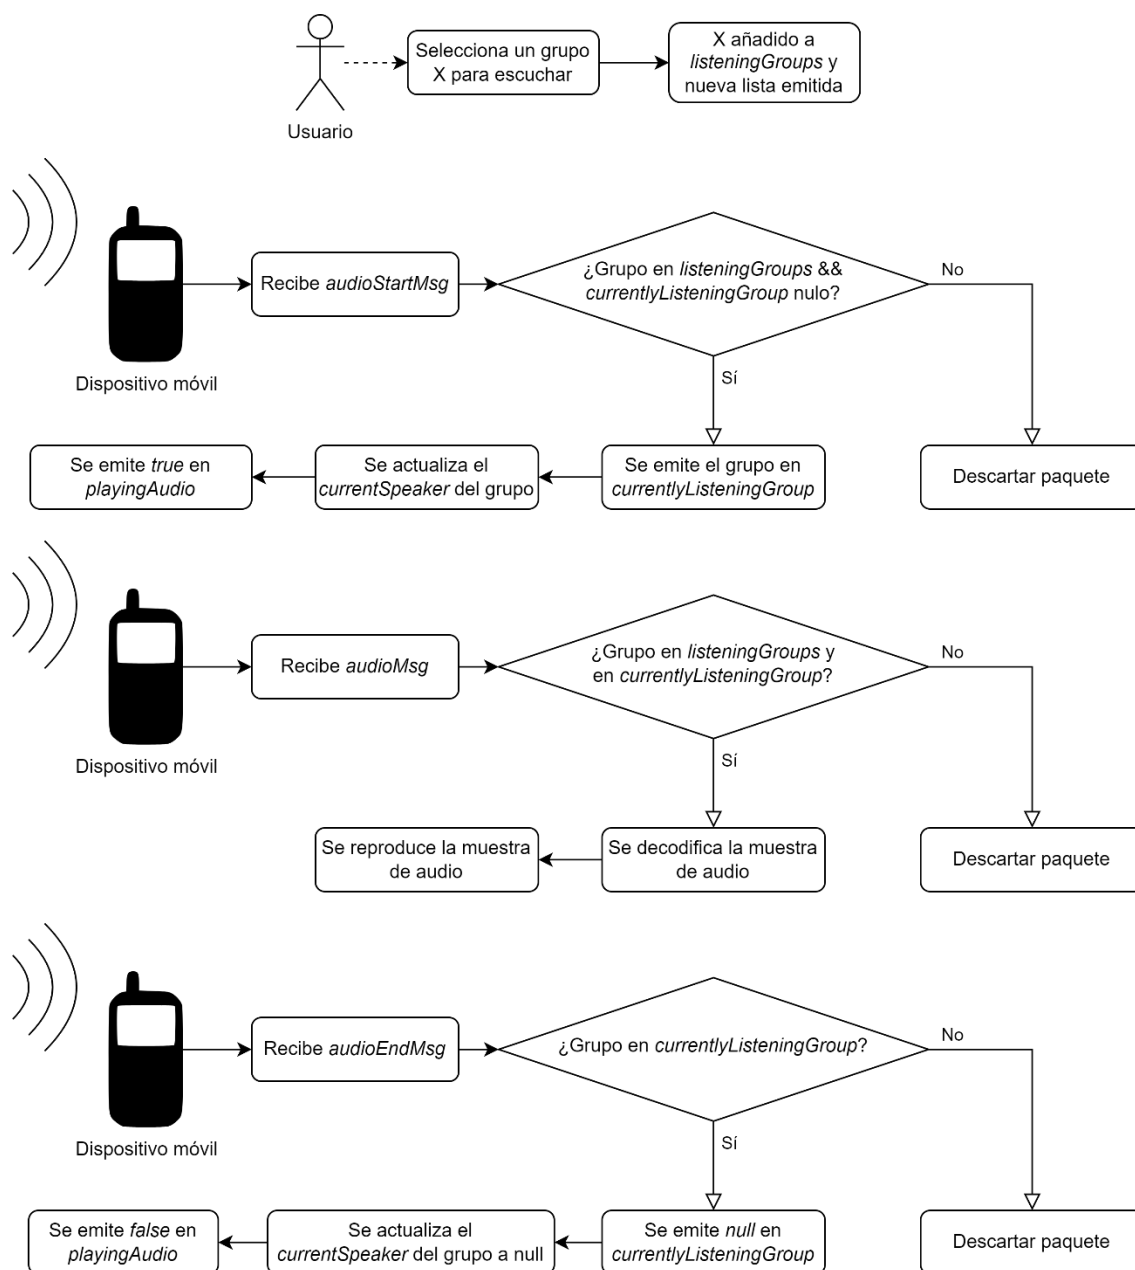 Selecciona un grupo
X para escuchar
X añadido a
listeningGroups y
nueva lista emitida
Usuario
Recibe audioStartMsg
¿Grupo en listeningGroups &&
currentlyListeningGroup nulo?
No
Dispositivo móvil
Sí
Se emite true en
playingAudio
Se actualiza el
currentSpeaker del grupo
Se emite el grupo en
currentlyListeningGroup
Descartar paquete
Recibe audioMsg
¿Grupo en listeningGroups y
en currentlyListeningGroup?
No
Dispositivo móvil
Sí
Se reproduce la muestra
de audio
Se decodifica la muestra
de audio
Descartar paquete
Recibe audioEndMsg
¿Grupo en currentlyListeningGroup?
No
Dispositivo móvil
Sí
Se emite false en
playingAudio
Se actualiza el
currentSpeaker del grupo a null
Se emite null en
currentlyListeningGroup
Descartar paquete